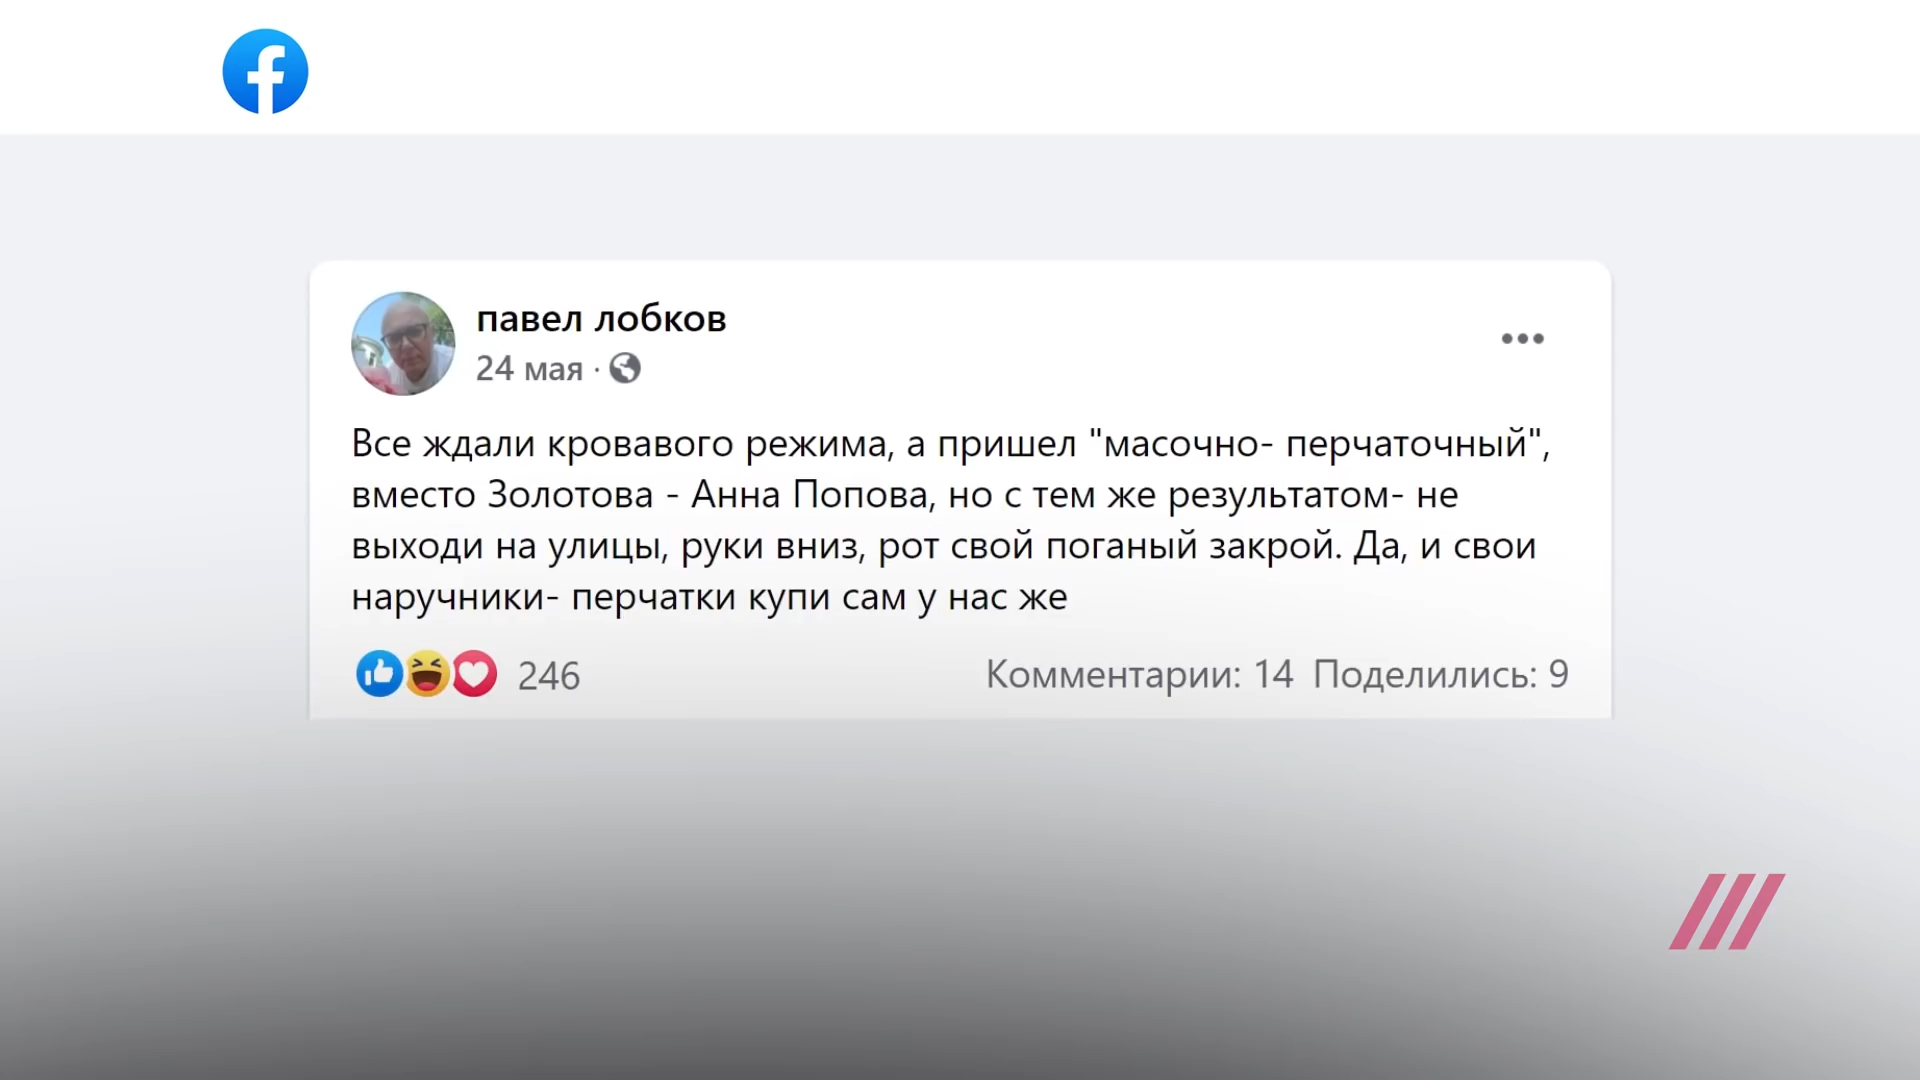 павел лобков
24 мая ·
Все ждали кровавого режима, а пришел "масочно- перчаточный",
вместо Золотова - Анна Попова, но с тем же результатом- не
выходи на улицы, руки вниз, рот свой поганый закрой. Да, и свои
наручники- перчатки купи сам у нас же
246 Комментарии: 14 Поделились: 9